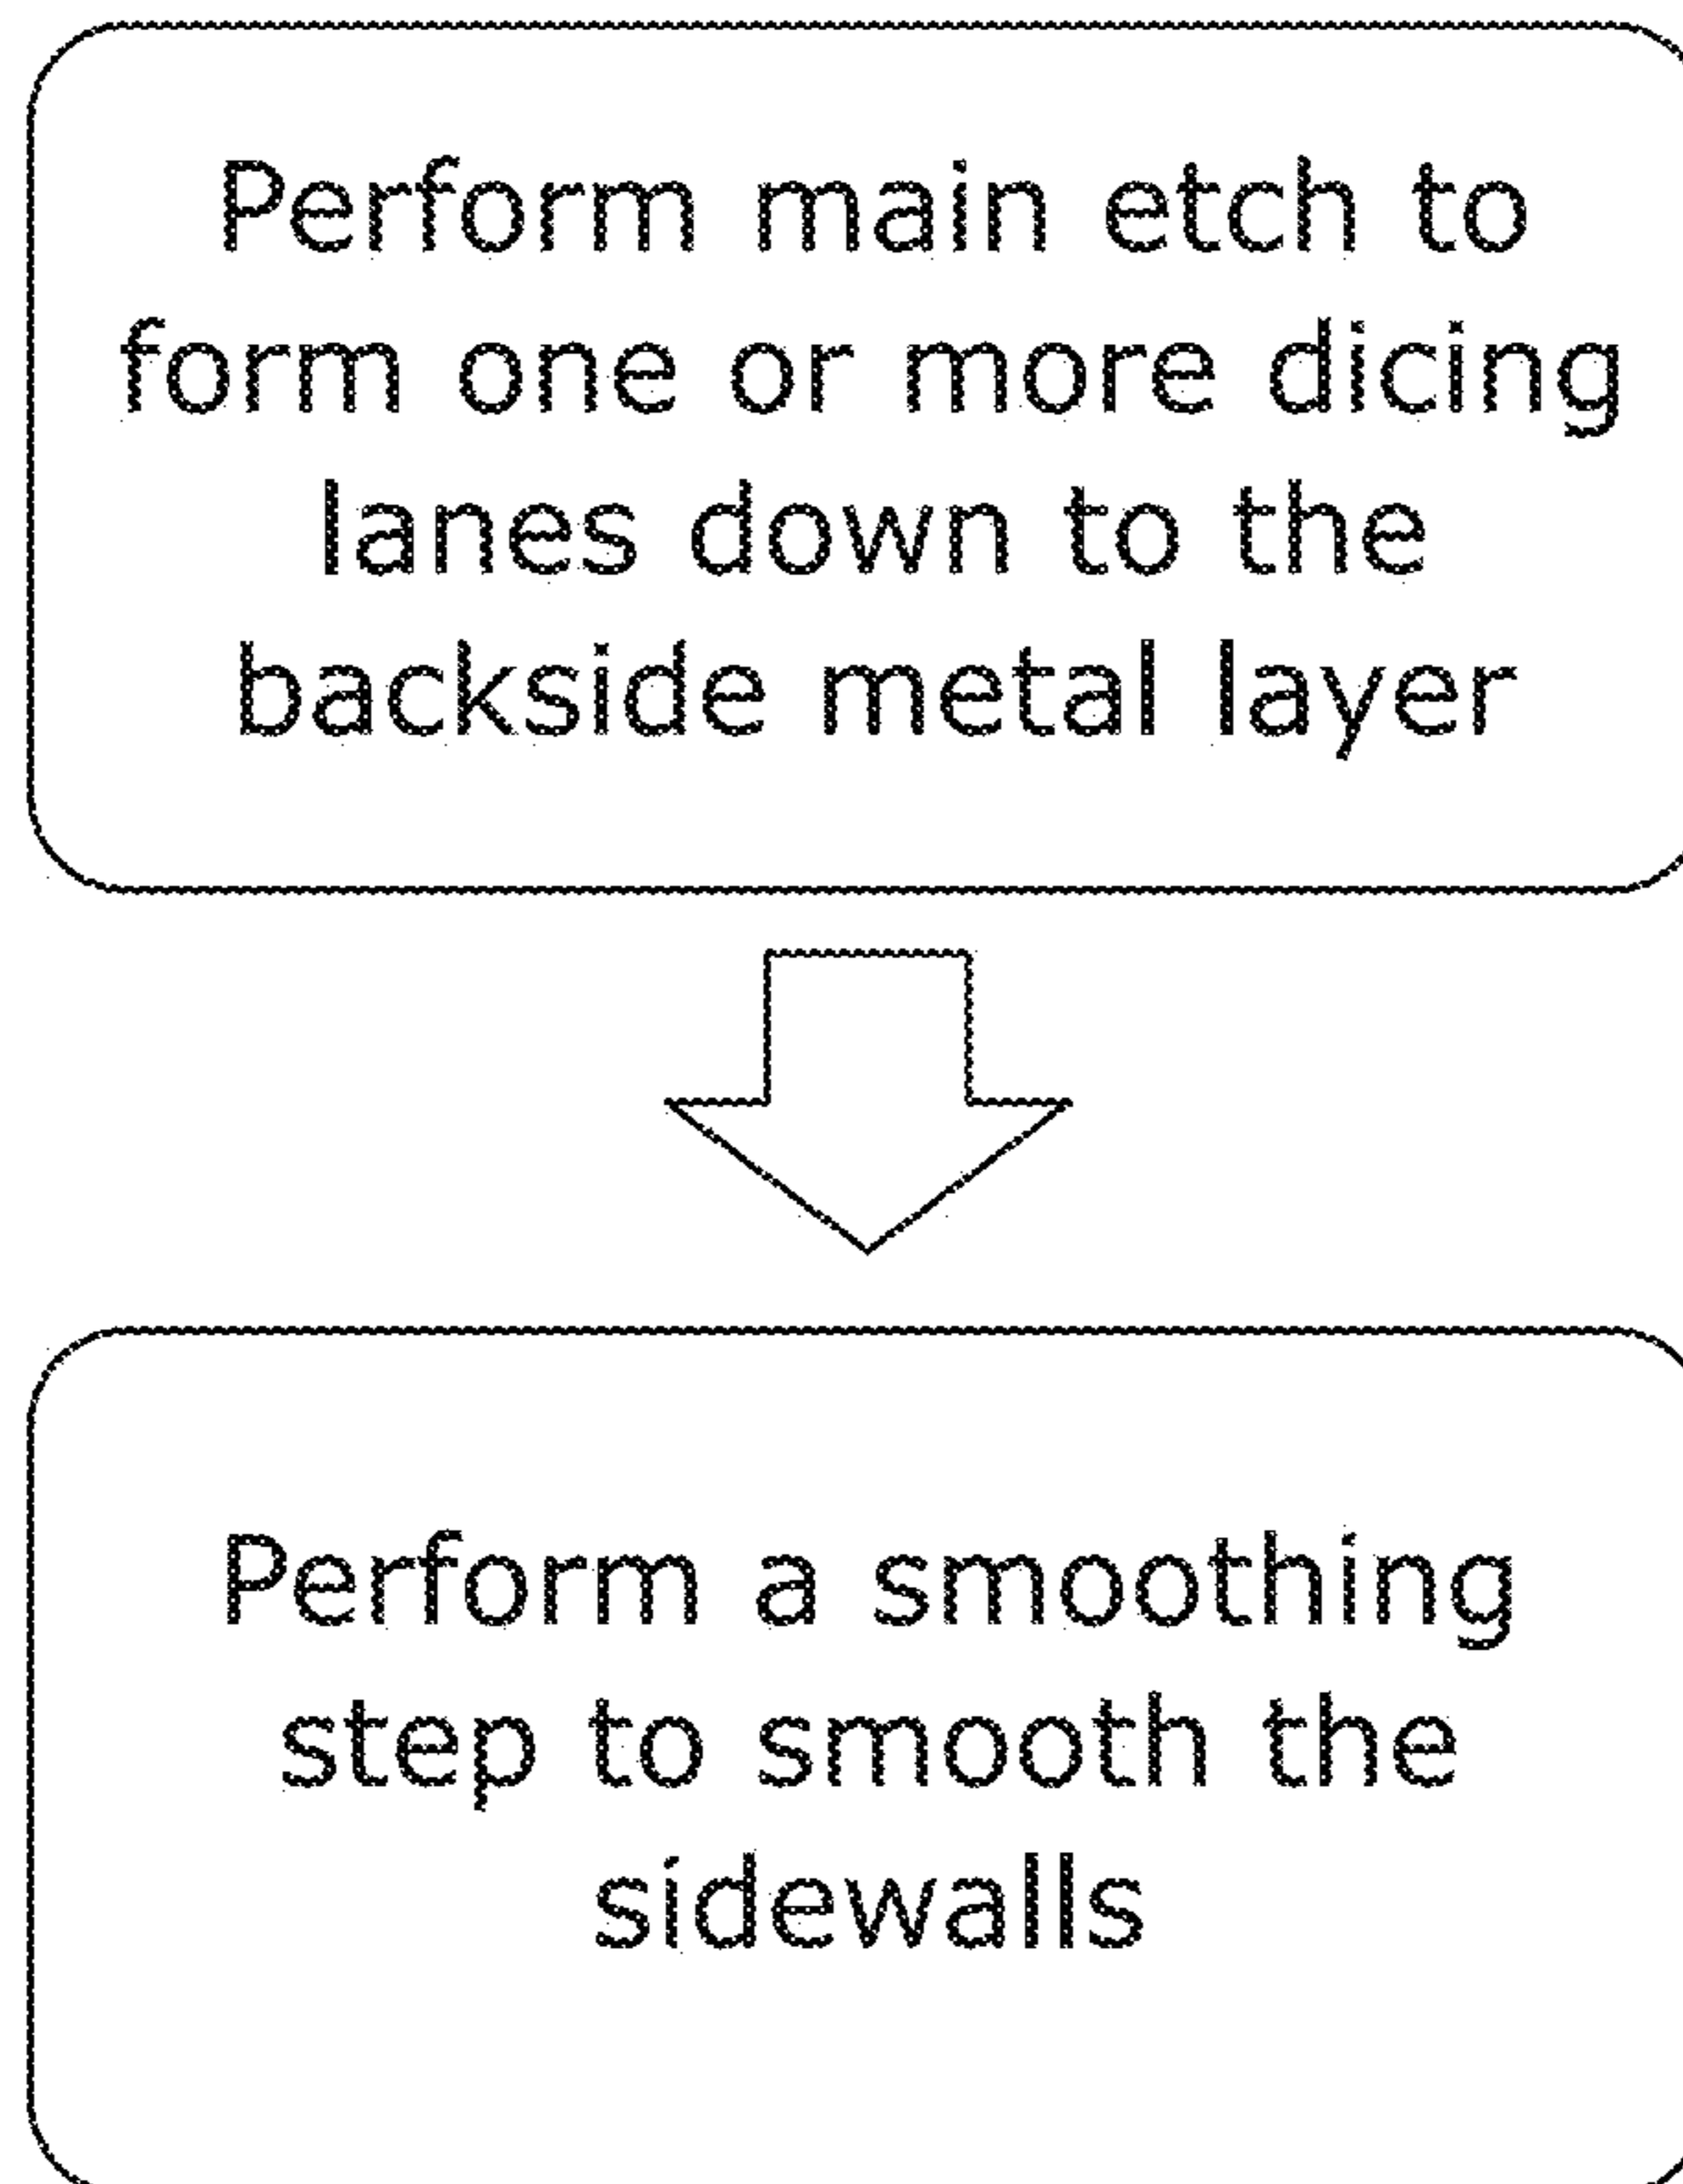 Perform main etch to
form one or more dicing
lanes down to the
backside metal layer
Perform a smoothing
step to smooth the
sidewalls